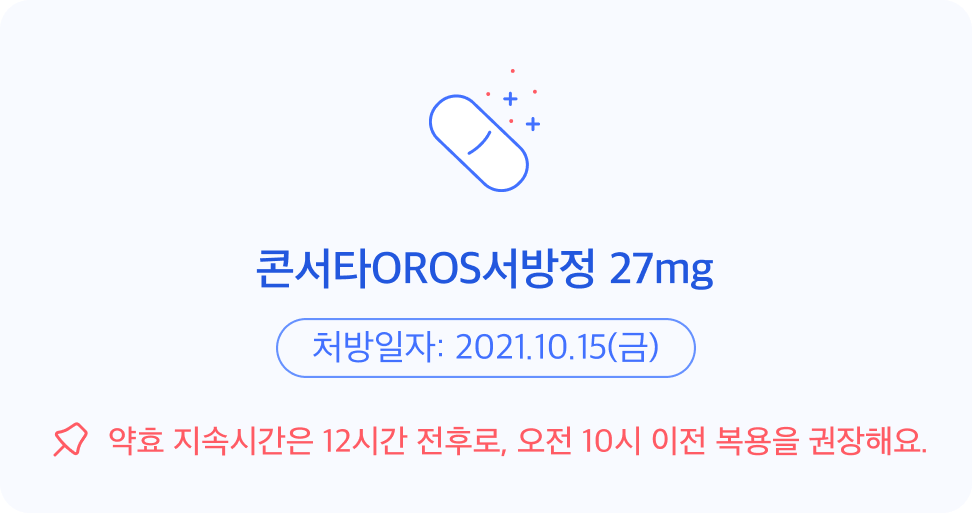 콘서타OROS서방정 27mg
처방일자: 2021.10.15(금)
약효 지속시간은 12시간 전후로, 오전 10시 이전 복용을 권장해요.